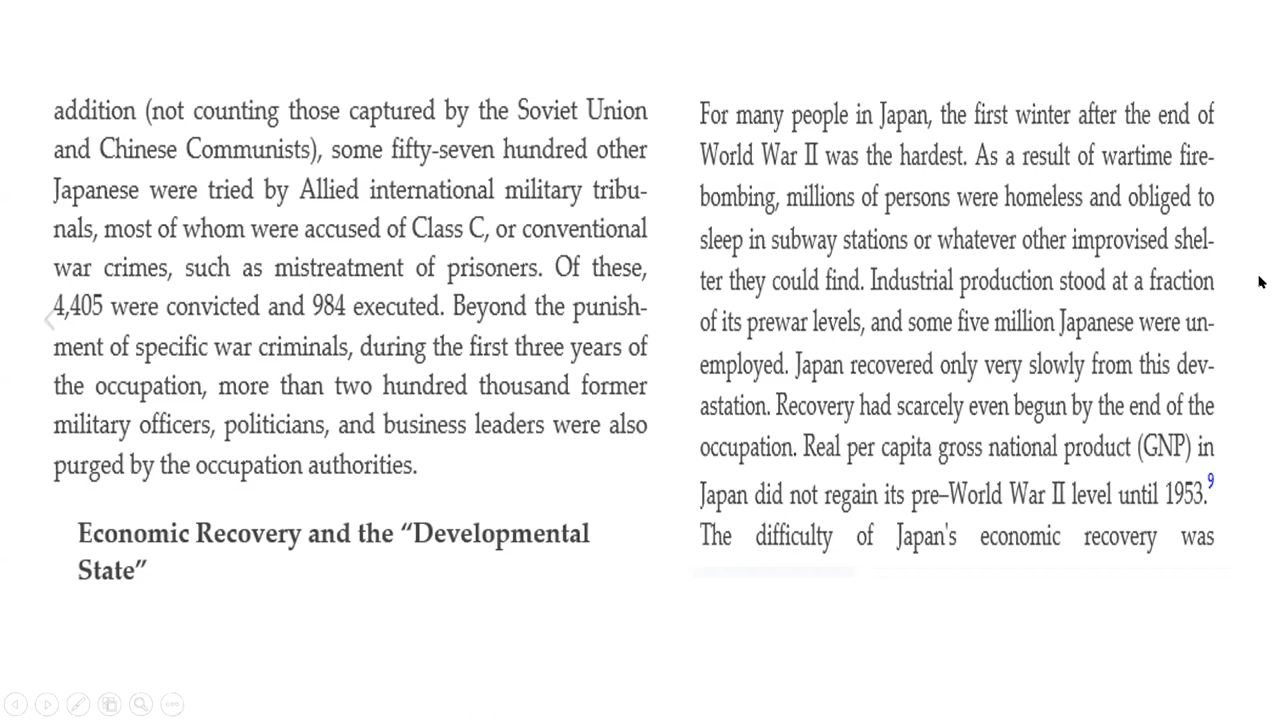 addition (not counting those captured by the Soviet Union
and Chinese Communists), some fifty-seven hundred other
Japanese were tried by Allied international military tribu-
nals, most of whom were accused of Class C, or conventional
war crimes, such as mistreatment of prisoners. Of these,
4,405 were convicted and 984 executed. Beyond the punish-
ment of specific war criminals, during the first three years of
the occupation, more than two hundred thousand former
military officers, politicians, and business leaders were also
purged by the occupation authorities.
Economic Recovery and the “Developmental
State”
For many people in Japan, the first winter after the end of
World War II was the hardest. As a result of wartime fire-
bombing, millions of persons were homeless and obliged to
sleep in subway stations or whatever other improvised shel-
ter they could find. Industrial production stood at a fraction
of its prewar levels, and some five million Japanese were un-
employed. Japan recovered only very slowly from this dev-
astation. Recovery had scarcely even begun by the end of the
occupation. Real per capita gross national product (GNP) in
Japan did not regain its pre–World War II level until 1953.9
The difficulty of Japan's economic recovery was